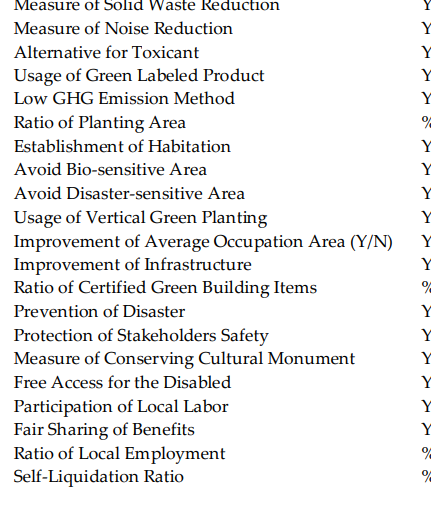 Measure of Solid Waste Reduction Y
Measure of Noise Reduction Y
Alternative for Toxicant Y
Usage of Green Labeled Product Y
Low GHG Emission Method Y
Ratio of Planting Area %
Establishment of Habitation Y
Avoid Bio-sensitive Area Y
Avoid Disaster-sensitive Area Y
Usage of Vertical Green Planting Y
Improvement of Average Occupation Area (Y/N) Y
Improvement of Infrastructure Y
Ratio of Certified Green Building Items %
Prevention of Disaster Y
Protection of Stakeholders Safety Y
Measure of Conserving Cultural Monument Y
Free Access for the Disabled Y
Participation of Local Labor Y
Fair Sharing of Benefits Y
Ratio of Local Employment %
Self-Liquidation Ratio %